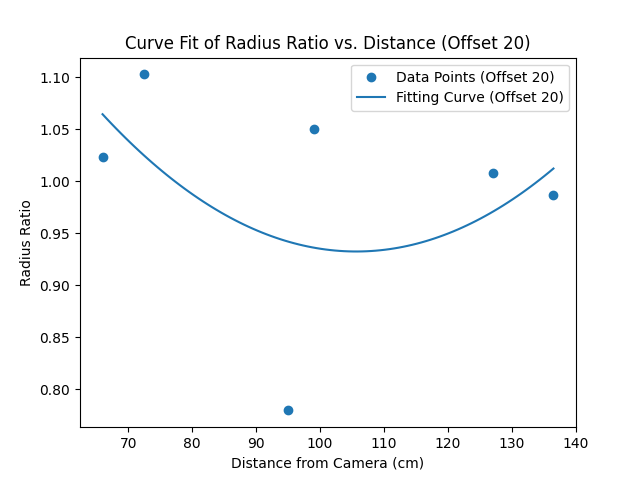 Curve Fit of Radius Ratio vs. Distance (Offset 20)
Data Points (Offset 20)
Fitting Curve (Offset 20)
Radius Ratio
1.10
1.05
1.00
0.95
0.90
0.85
0.80
70 80 90 100 110 120 130 140
Distance from Camera (cm)